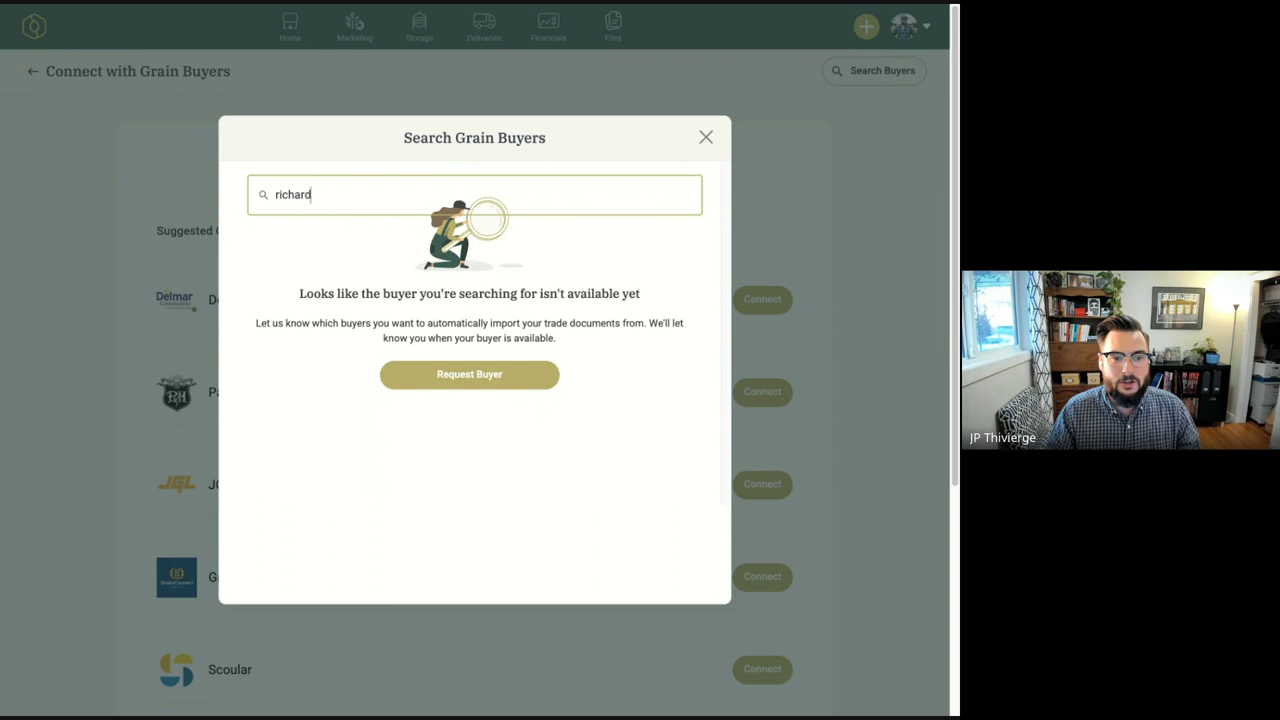 Home
Marketing
Storage
Deliveries
Financials
Files
← Connect with Grain Buyers
Search Buyers
Search Grain Buyers
richard
Suggested
Looks like the buyer you're searching for isn't available yet
Let us know which buyers you want to automatically import your trade documents from. We'll let
know you when your buyer is available.
Request Buyer
Delmar
Connect
Connect
JGL
Connect
GrainsConnect
Connect
Scoular
Connect
JP Thivierge